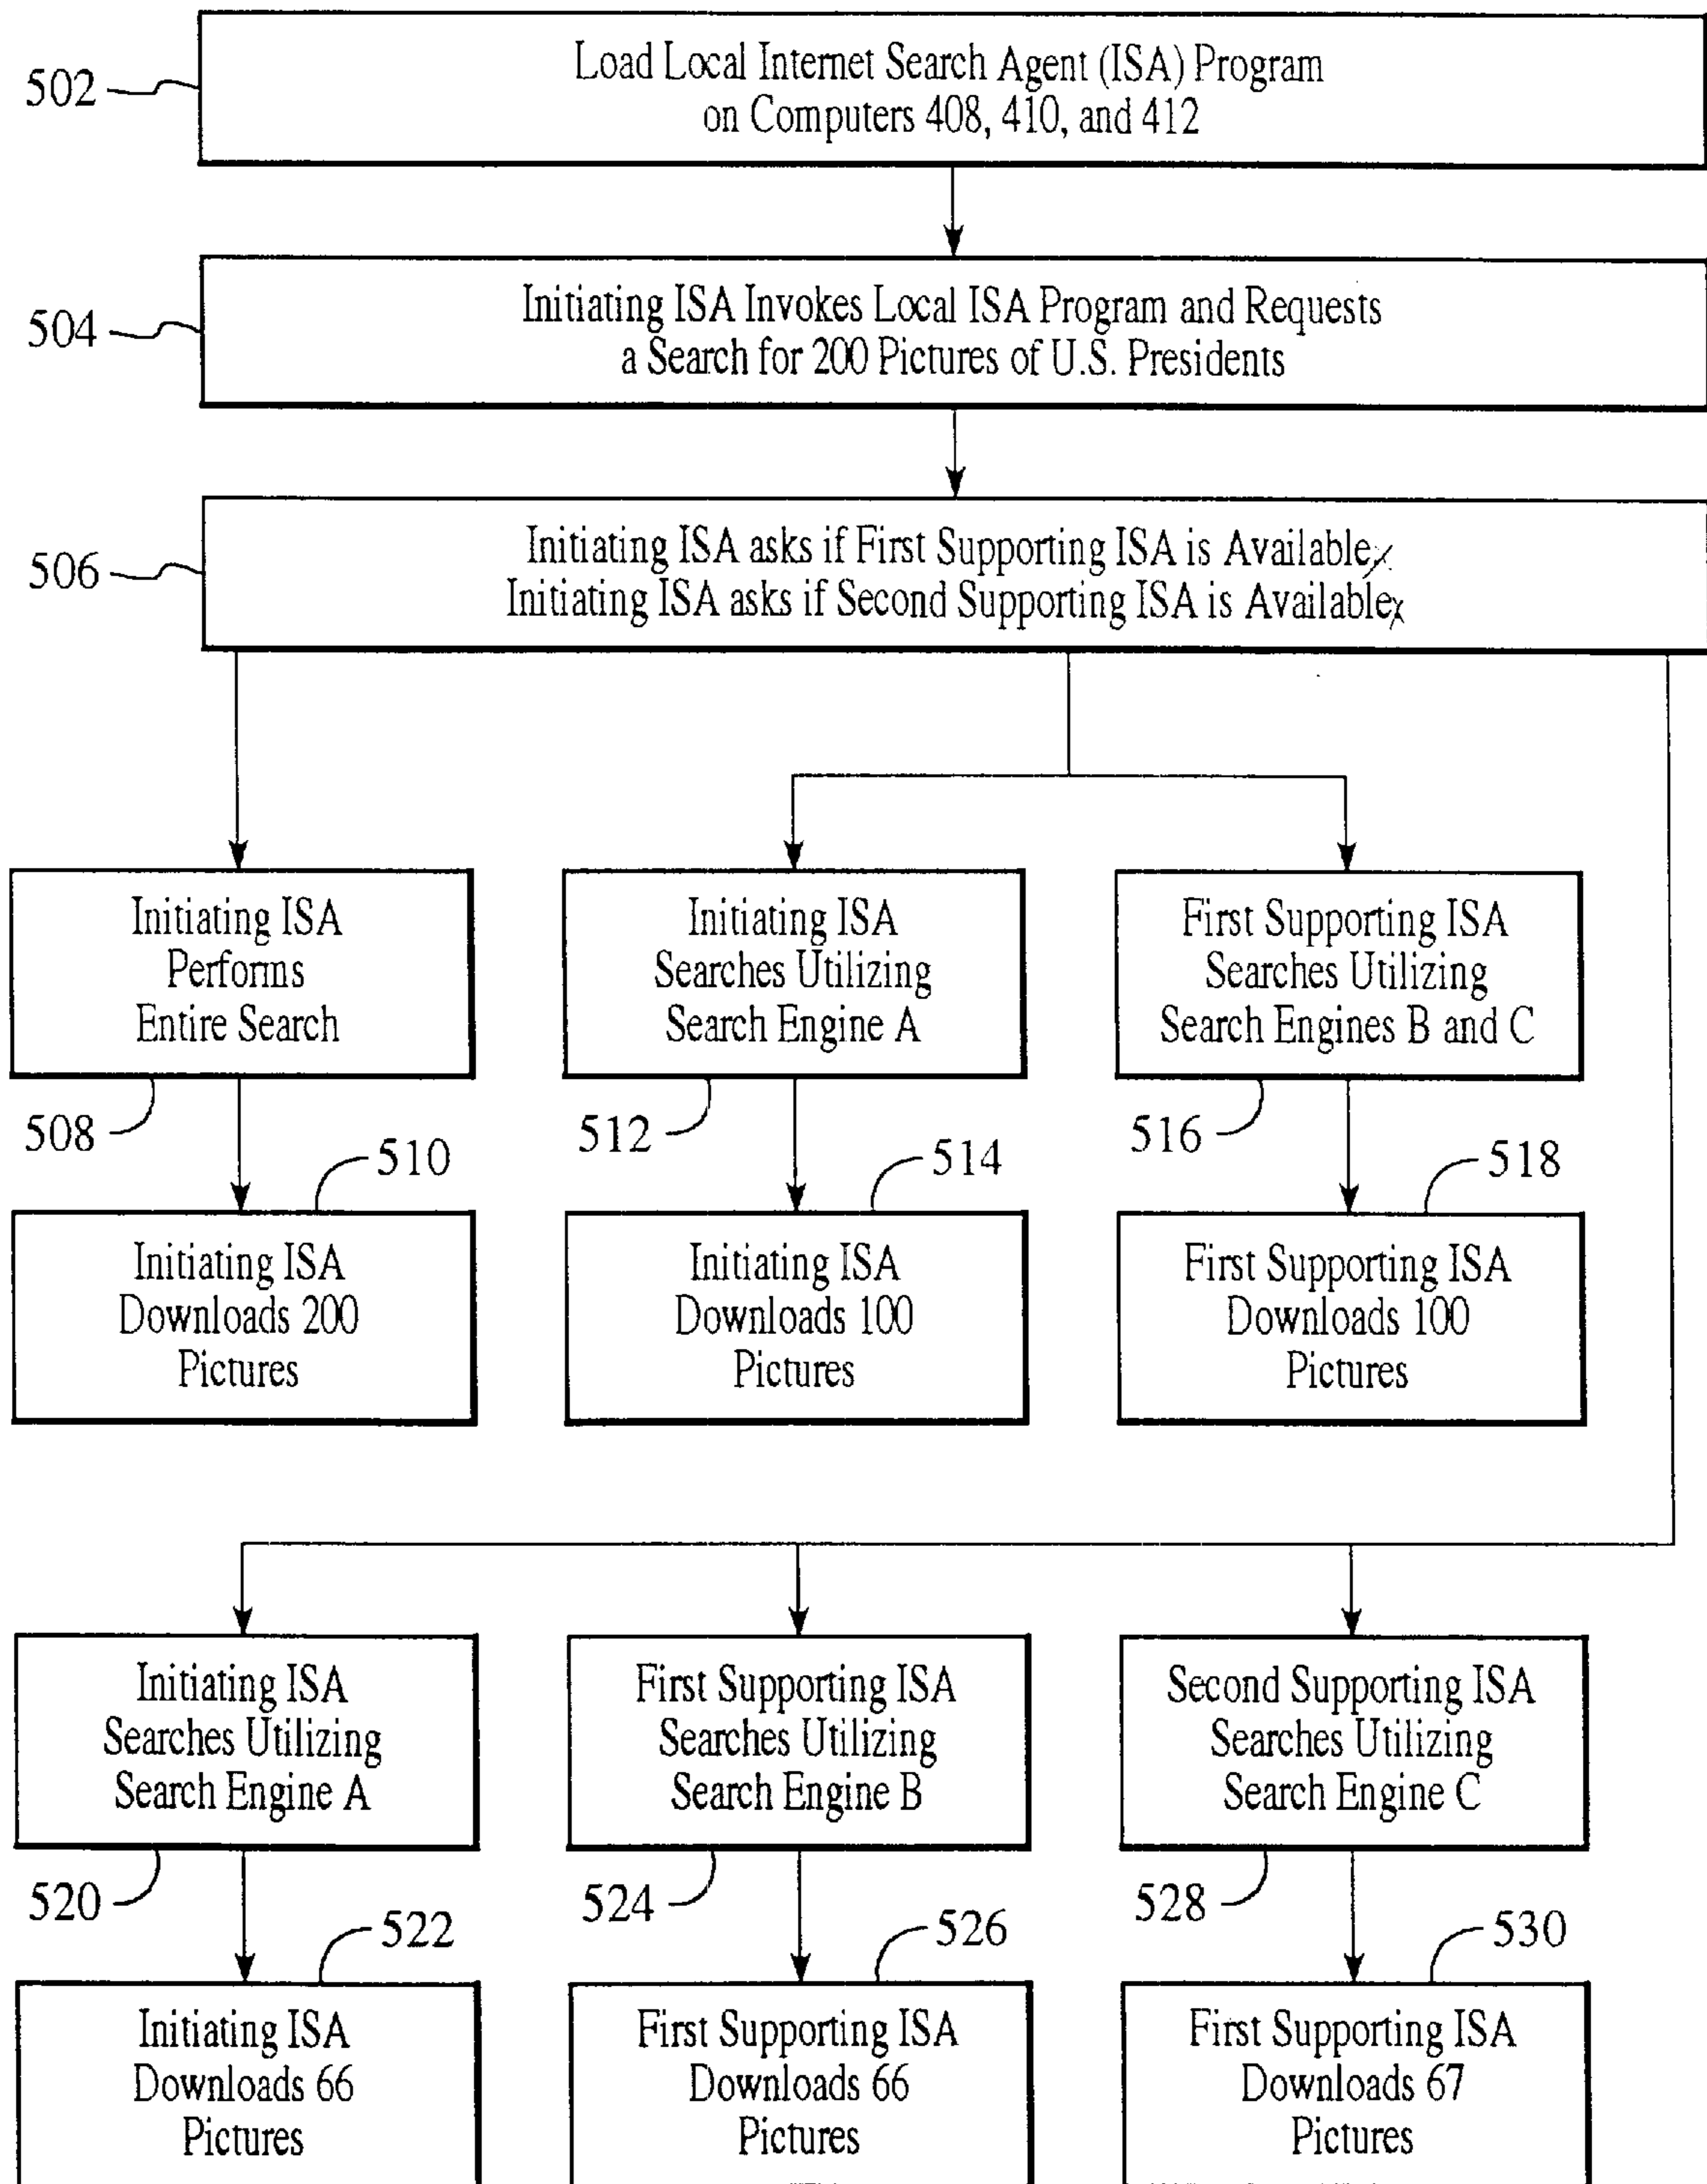 502
Load Local Internet Search Agent (ISA) Program
on Computers 408, 410, and 412
504
Initiating ISA Invokes Local ISA Program and Requests
a Search for 200 Pictures of U.S. Presidents
506
Initiating ISA asks if First Supporting ISA is Available
Initiating ISA asks if Second Supporting ISA is Available
Initiating ISA
Performs
Entire Search
508
Initiating ISA
Searches Utilizing
Search Engine A
512
First Supporting ISA
Searches Utilizing
Search Engines B and C
516
510
Initiating ISA
Downloads 200
Pictures
514
Initiating ISA
Downloads 100
Pictures
518
First Supporting ISA
Downloads 100
Pictures
Initiating ISA
Searches Utilizing
Search Engine A
520
First Supporting ISA
Searches Utilizing
Search Engine B
524
Second Supporting ISA
Searches Utilizing
Search Engine C
528
522
Initiating ISA
Downloads 66
Pictures
526
First Supporting ISA
Downloads 66
Pictures
530
First Supporting ISA
Downloads 67
Pictures